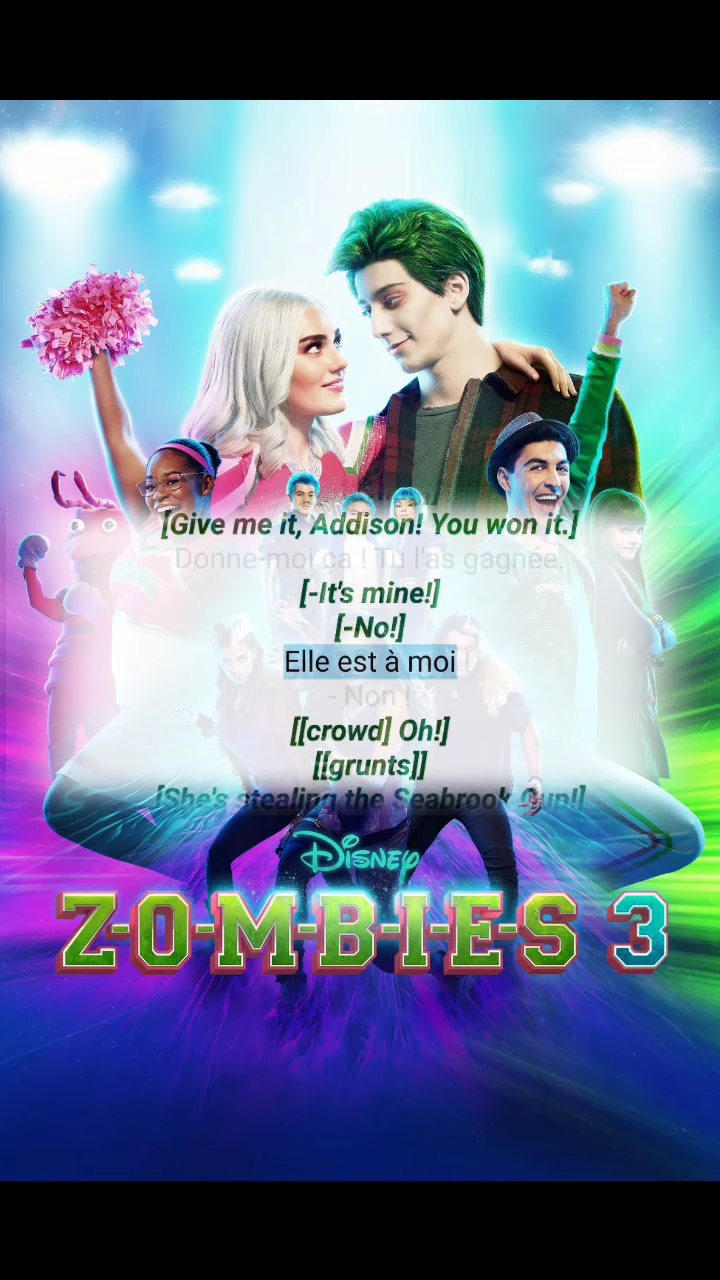 [Give me it, Addison! You won it.]
Donne-moi ça ! Tu l'as gagnée.
[-It's mine!]
[-No!]
Elle est à moi !
- Non !
[[crowd] Oh!]
[[grunts]]
[She's stealing the Seabrook Cup!]
Disney
Z-O-M-B-I-E-S 3